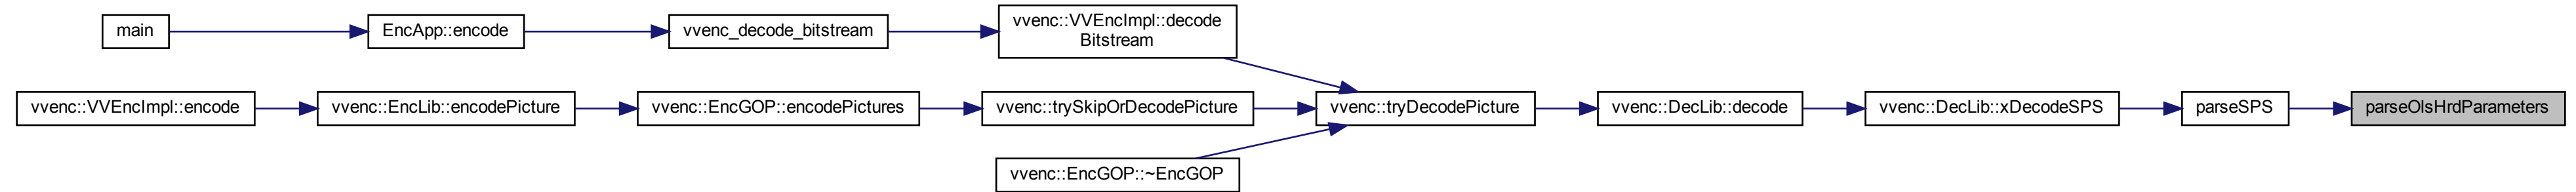 main
EncApp::encode
vvenc_decode_bitstream
vvenc::VVEncImpl::decode
Bitstream
vvenc::VVEncImpl::encode
vvenc::EncLib::encodePicture
vvenc::EncGOP::encodePictures
vvenc::trySkipOrDecodePicture
vvenc::tryDecodePicture
vvenc::DecLib::decode
vvenc::DecLib::xDecodeSPS
parseSPS
parseOlsHrdParameters
vvenc::EncGOP::~EncGOP